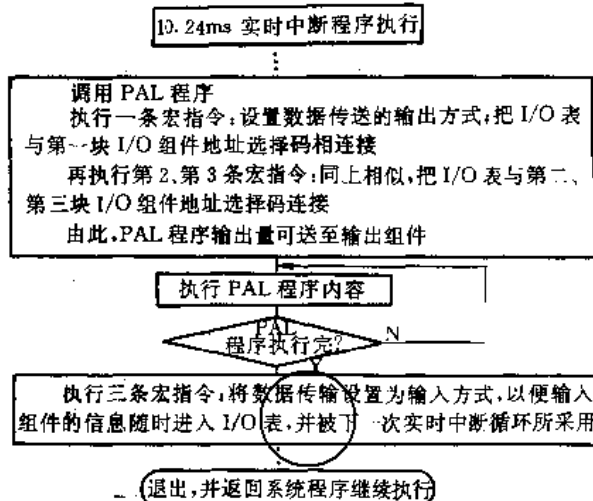 10.24ms 实时中断程序执行
调用 PAL 程序
执行一条宏指令:设置数据传送的输出方式,把 I/O 表
与第一块 I/O 组件地址选择码相连接
再执行第 2、第 3 条宏指令:同上相似,把 I/O 表与第二、
第三块 I/O 组件地址选择码连接
由此,PAL 程序输出量可送至输出组件
执行 PAL 程序内容
PAL
程序执行完?
N
Y
执行三条宏指令:将数据传输设置为输入方式,以便输入
组件的信息随时进入 I/O 表,并被下一次实时中断循环所采用
退出,并返回系统程序继续执行